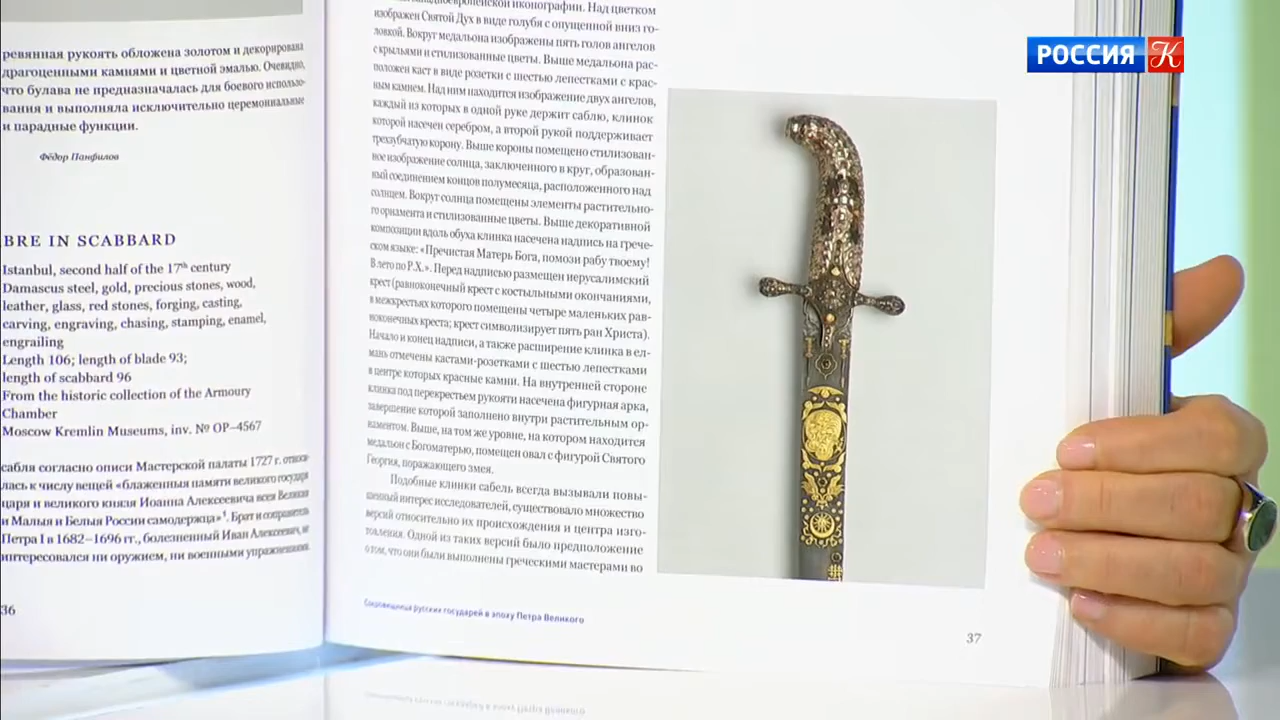 ревянная рукоять обложена золотом и декорирована
драгоценными камнями и цветной эмалью. Очевидно,
что булава не предназначалась для боевого использо-
вания и выполняла исключительно церемониальные
и парадные функции.
Фёдор Панфилов
BRE IN SCABBARD
Istanbul, second half of the 17th century
Damascus steel, gold, precious stones, wood,
leather, glass, red stones, forging, casting,
carving, engraving, chasing, stamping, enamel,
engrailing
Length 106; length of blade 93;
length of scabbard 96
From the historic collection of the Armoury
Chamber
Moscow Kremlin Museums, inv. № ОР–4567
сабля согласно описи Мастерской палаты 1727 г. относи-
лась к числу вещей «блаженныя памяти великого государя
царя и великого князя Иоанна Алексеевича всея Великая
и Малыя и Белыя России самодержца»¹. Брат и соправитель
Петра I в 1682–1696 гг., болезненный Иван Алексеевич, не
интересовался ни оружием, ни военными упражнениями.
36
западноевропейской иконографии. Над цветком
изображен Святой Дух в виде голубя с опущенной вниз го-
ловкой. Вокруг медальона изображены пять голов ангелов
с крыльями и стилизованные цветы. Выше медальона рас-
положен каст в виде розетки с шестью лепестками с крас-
ным камнем. Над ним находится изображение двух ангелов,
каждый из которых в одной руке держит саблю, клинок
которой насечен серебром, а второй рукой поддерживает
трехзубчатую корону. Выше короны помещено стилизован-
ное изображение солнца, заключенного в круг, образован-
ный соединением концов полумесяца, расположенного над
солнцем. Вокруг солнца помещены элементы растительно-
го орнамента и стилизованные цветы. Выше декоративной
композиции вдоль обуха клинка насечена надпись на грече-
ском языке: «Пречистая Матерь Бога, помози рабу твоему!
В лето по Р.Х.». Перед надписью размещен иерусалимский
крест (равноконечный крест с костыльными окончаниями,
в межкрестьях которого помещены четыре маленьких рав-
ноконечных креста; крест символизирует пять ран Христа).
Начало и конец надписи, а также расширение клинка в ел-
мань отмечены кастами-розетками с шестью лепестками
в центре которых красные камни. На внутренней стороне
клинка под перекрестьем рукояти насечена фигурная арка,
завершение которой заполнено внутри растительным ор-
наментом. Выше, на том же уровне, на котором находится
медальон с Богоматерью, помещен овал с фигурой Святого
Георгия, поражающего змея.
Подобные клинки сабель всегда вызывали повы-
шенный интерес исследователей, существовало множество
версий относительно их происхождения и центра изго-
товления. Одной из таких версий было предположение
о том, что они были выполнены греческими мастерами во
Сокровищница русских государей в эпоху Петра Великого
37
РОССИЯ К